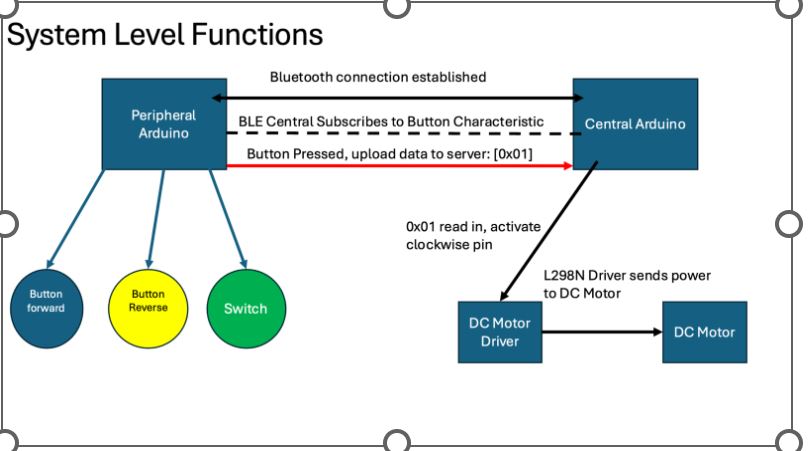 System Level Functions
Bluetooth connection established
Peripheral
Arduino
BLE Central Subscribes to Button Characteristic
Central Arduino
Button Pressed, upload data to server: [0x01]
0x01 read in, activate
clockwise pin
L298N Driver sends power
to DC Motor
Button
forward
Button
Reverse
Switch
DC Motor
Driver
DC Motor